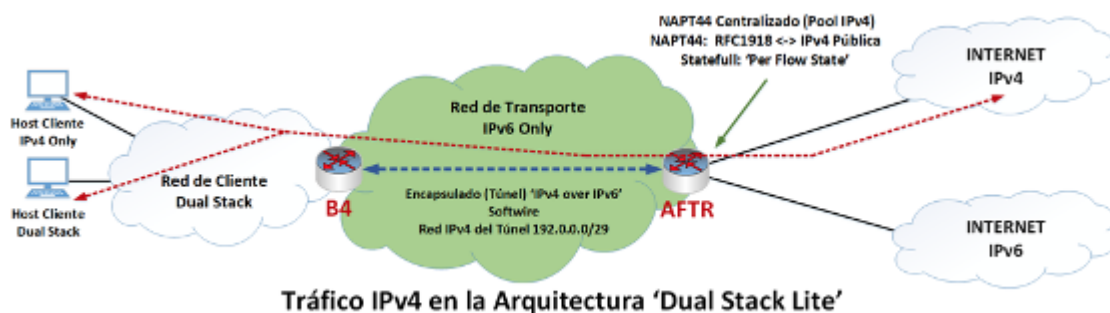 NAPT44 Centralizado (Pool IPv4)
NAPT44: RFC1918 <-> IPv4 Pública
Statefull: 'Per Flow State'
INTERNET
IPv4
Red de Transporte
IPv6 Only
Host Cliente
IPv4 Only
Red de Cliente
Dual Stack
Host Cliente
Dual Stack
B4
Encapsulado (Túnel) 'IPv4 over IPv6'
Softwire
Red IPv4 del Túnel 192.0.0.0/29
AFTR
INTERNET
IPv6
Tráfico IPv4 en la Arquitectura 'Dual Stack Lite'